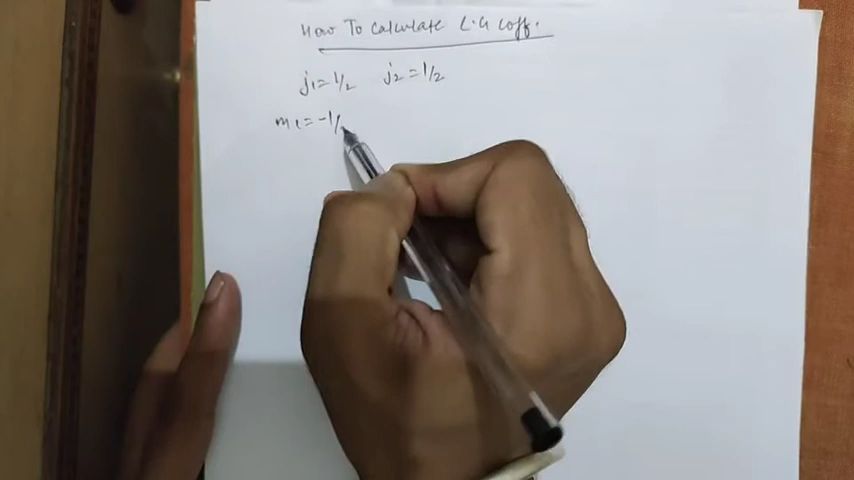 How To Calculate C.G Coff.
j1=1/2 j2=1/2
m1=-1/